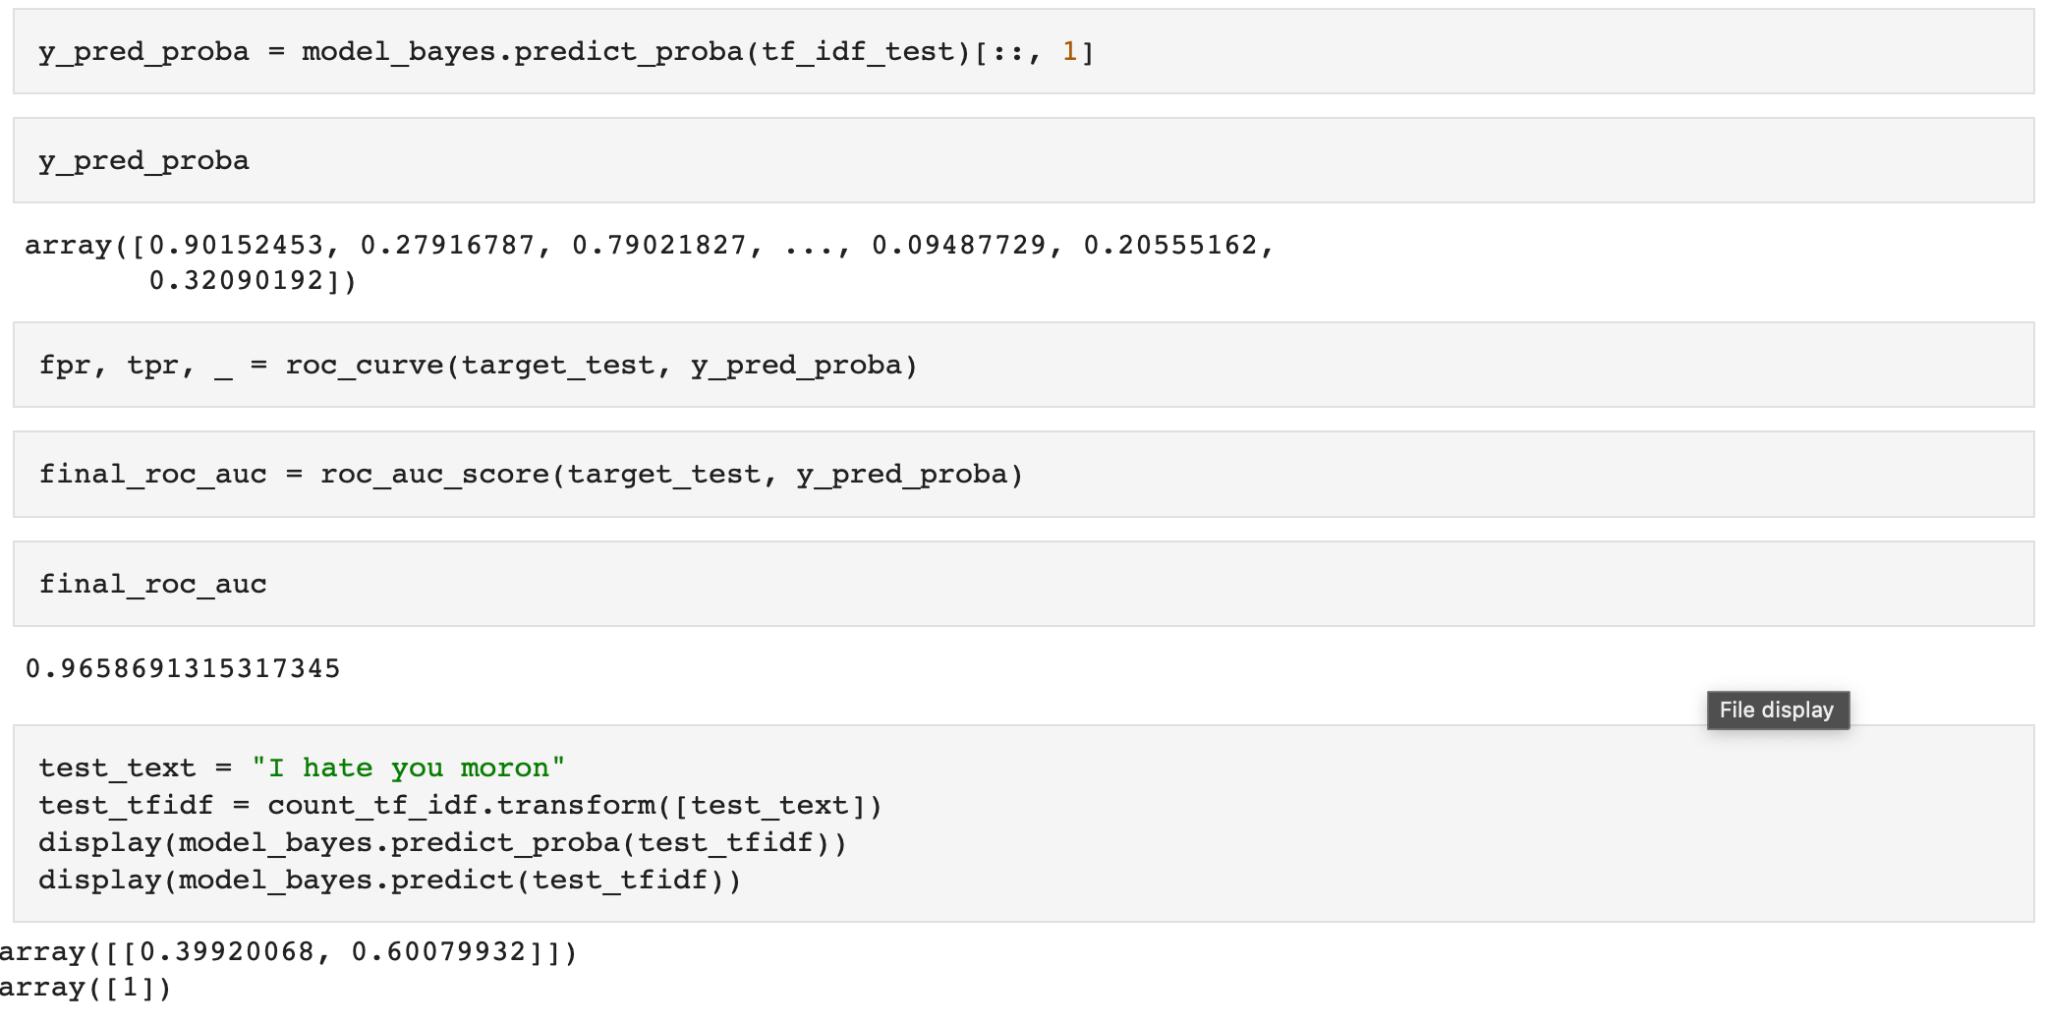 y_pred_proba = model_bayes.predict_proba(tf_idf_test)[::, 1]
y_pred_proba
array([0.90152453, 0.27916787, 0.79021827, ..., 0.09487729, 0.20555162,
       0.32090192])
fpr, tpr, _ = roc_curve(target_test, y_pred_proba)
final_roc_auc = roc_auc_score(target_test, y_pred_proba)
final_roc_auc
0.9658691315317345
File display
test_text = "I hate you moron"
test_tfidf = count_tf_idf.transform([test_text])
display(model_bayes.predict_proba(test_tfidf))
display(model_bayes.predict(test_tfidf))
array([[0.39920068, 0.60079932]])
array([1])